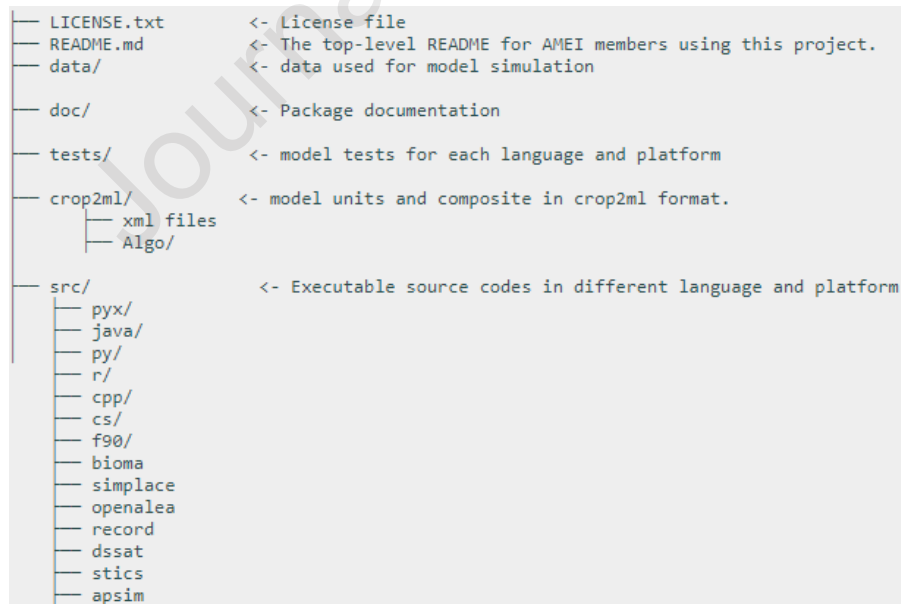 ├── LICENSE.txt        <- License file
├── README.md          <- The top-level README for AMEI members using this project.
├── data/              <- data used for model simulation
├── doc/               <- Package documentation
├── tests/             <- model tests for each language and platform
├── crop2ml/          <- model units and composite in crop2ml format.
    ├── xml files
    ├── Algo/
├── src/                <- Executable source codes in different language and platform
    ├── pyx/
    ├── java/
    ├── py/
    ├── r/
    ├── cpp/
    ├── cs/
    ├── f90/
    ├── bioma
    ├── simplace
    ├── openalea
    ├── record
    ├── dssat
    ├── stics
    ├── apsim
Journa